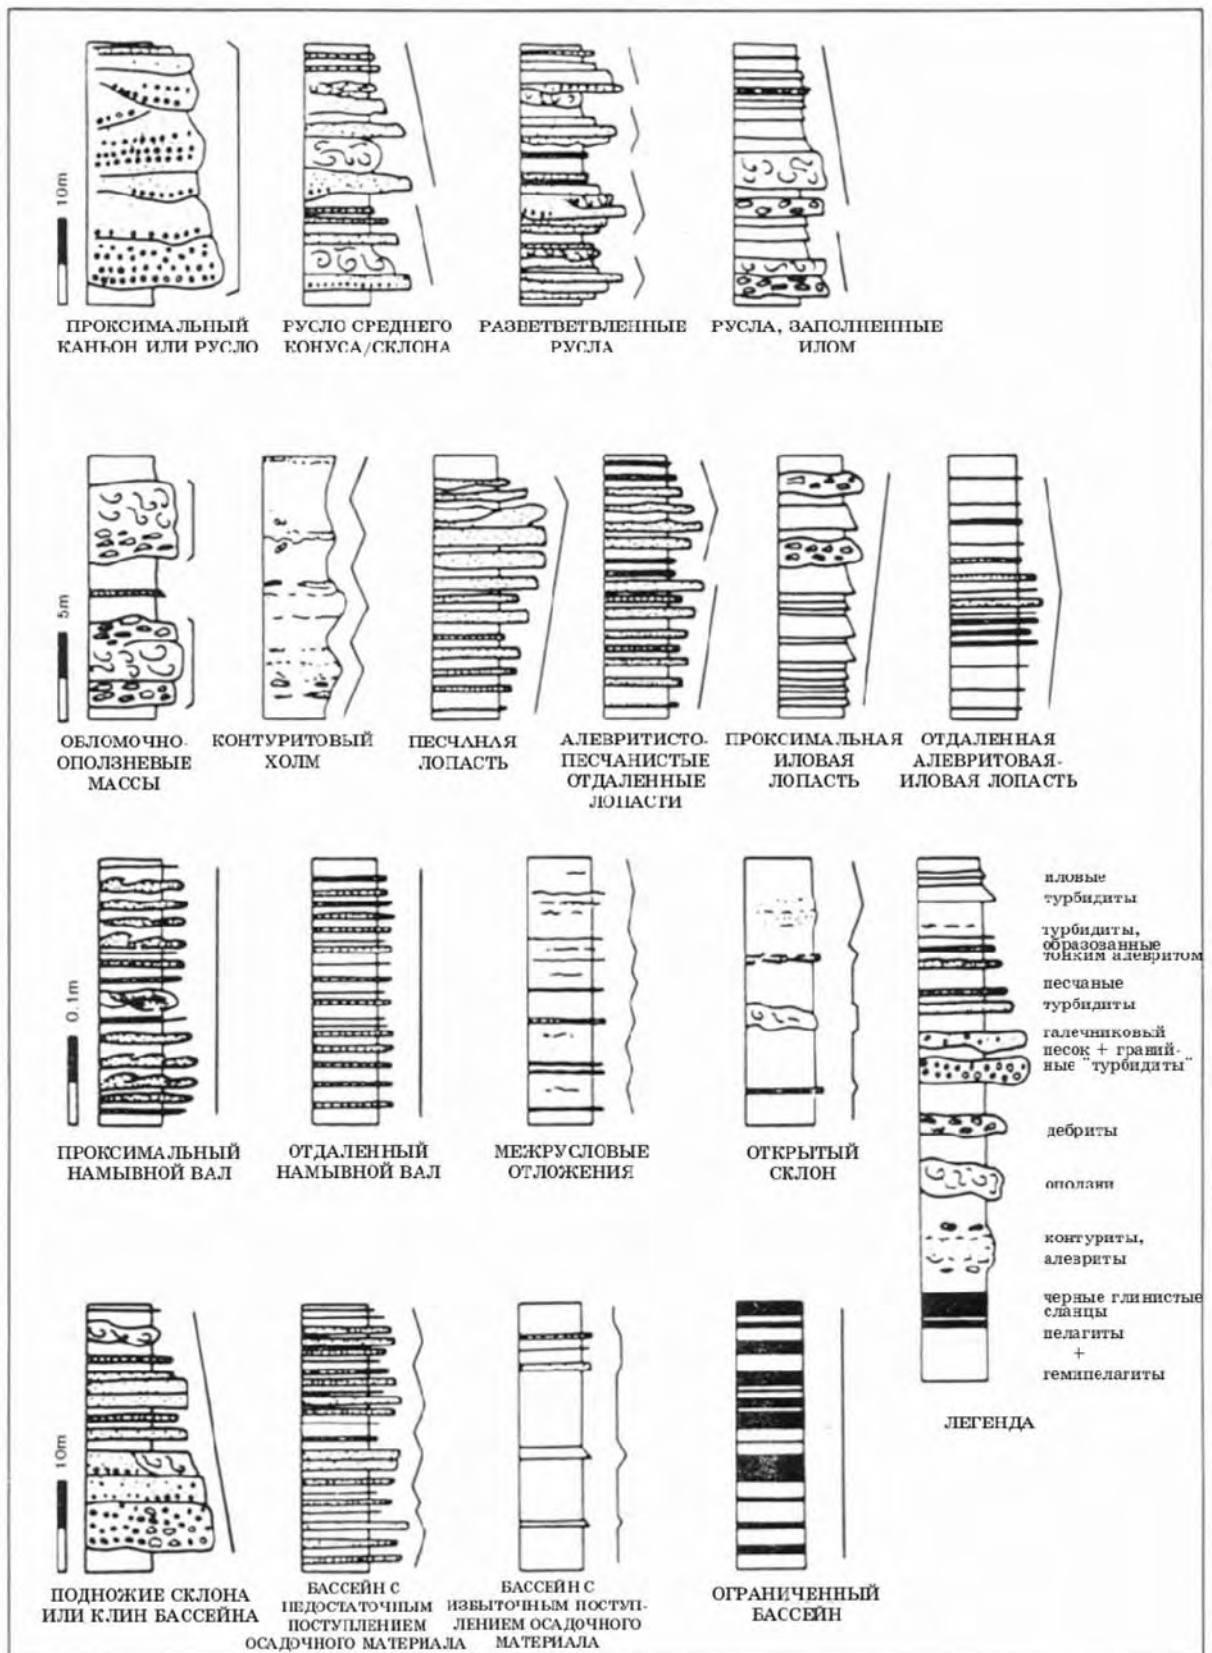 10m
ПРОКСИМАЛЬНЫЙ
КАНЬОН ИЛИ РУСЛО
РУСЛО СРЕДНЕГО
КОНУСА/СКЛОНА
РАЗВЕТВЕТВЛЕННЫЕ
РУСЛА
РУСЛА, ЗАПОЛНЕННЫЕ
ИЛОМ
5m
ОБЛОМОЧНО-
ОПОЛЗНЕВЫЕ
МАССЫ
КОНТУРИТОВЫЙ
ХОЛМ
ПЕСЧАНАЯ
ЛОПАСТЬ
АЛЕВРИТИСТО-
ПЕСЧАНИСТЫЕ
ОТДАЛЕННЫЕ
ЛОПАСТИ
ПРОКСИМАЛЬНАЯ
ИЛОВАЯ
ЛОПАСТЬ
ОТДАЛЕННАЯ
АЛЕВРИТОВАЯ-
ИЛОВАЯ ЛОПАСТЬ
0.1m
ПРОКСИМАЛЬНЫЙ
НАМЫВНОЙ ВАЛ
ОТДАЛЕННЫЙ
НАМЫВНОЙ ВАЛ
МЕЖРУСЛОВЫЕ
ОТЛОЖЕНИЯ
ОТКРЫТЫЙ
СКЛОН
иловые
турбидиты
турбидиты,
образованные
тонким алевритом
песчаные
турбидиты
галечниковый
песок + гравий-
ные "турбидиты"
дебриты
оползни
контуриты,
алевриты
черные глинистые
сланцы
пелагиты
+
гемипелагиты
ЛЕГЕНДА
10m
ПОДНОЖИЕ СКЛОНА
ИЛИ КЛИН БАССЕЙНА
БАССЕЙН С
НЕДОСТАТОЧНЫМ
ПОСТУПЛЕНИЕМ
ОСАДОЧНОГО МАТЕРИАЛА
БАССЕЙН С
ИЗБЫТОЧНЫМ ПОСТУП-
ЛЕНИЕМ ОСАДОЧНОГО
МАТЕРИАЛА
ОГРАНИЧЕННЫЙ
БАССЕЙН